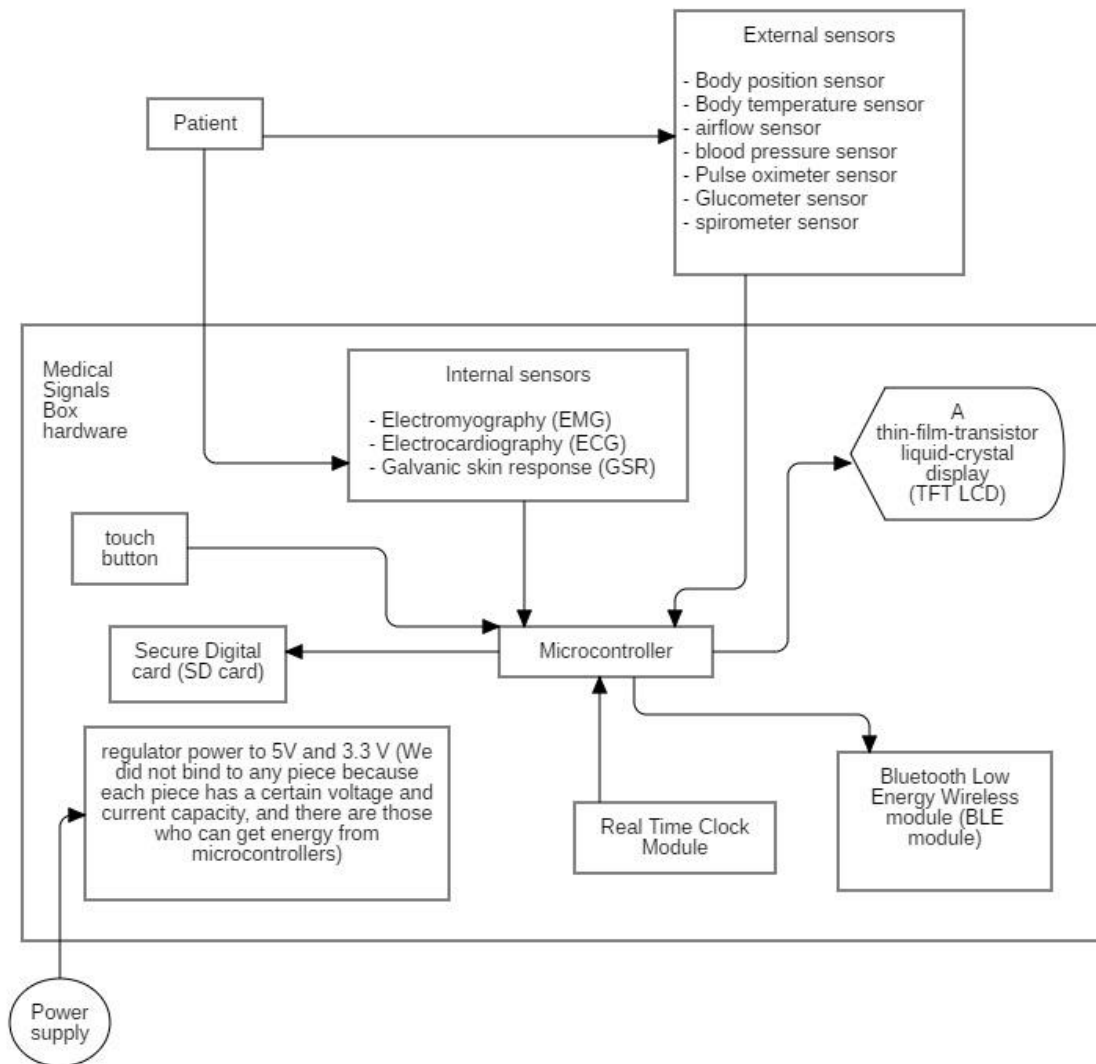 External sensors
- Body position sensor
- Body temperature sensor
- airflow sensor
- blood pressure sensor
- Pulse oximeter sensor
- Glucometer sensor
- spirometer sensor
Patient
Medical
Signals
Box
hardware
Internal sensors
- Electromyography (EMG)
- Electrocardiography (ECG)
- Galvanic skin response (GSR)
A
thin-film-transistor
liquid-crystal
display
(TFT LCD)
touch
button
Secure Digital
card (SD card)
Microcontroller
regulator power to 5V and 3.3 V (We
did not bind to any piece because
each piece has a certain voltage and
current capacity, and there are those
who can get energy from
microcontrollers)
Real Time Clock
Module
Bluetooth Low
Energy Wireless
module (BLE
module)
Power
supply